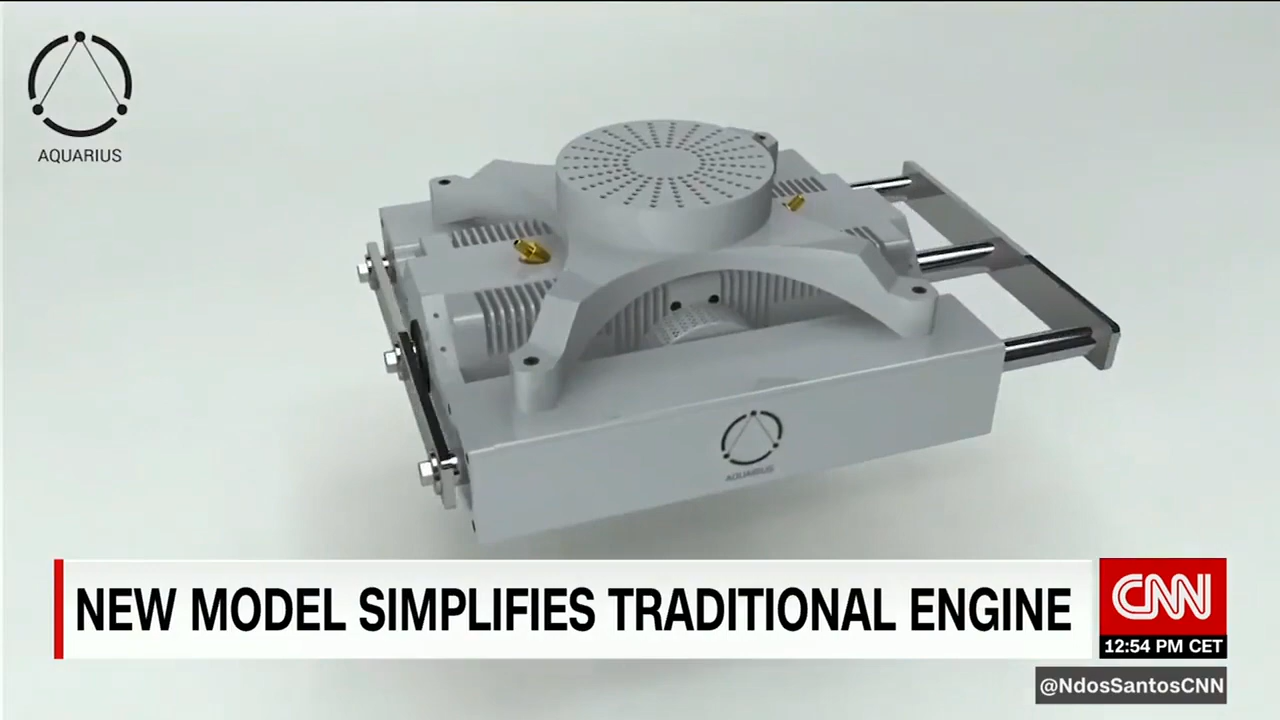 AQUARIUS
AQUARIUS
NEW MODEL SIMPLIFIES TRADITIONAL ENGINE
CNN
12:54 PM CET
@NdosSantosCNN